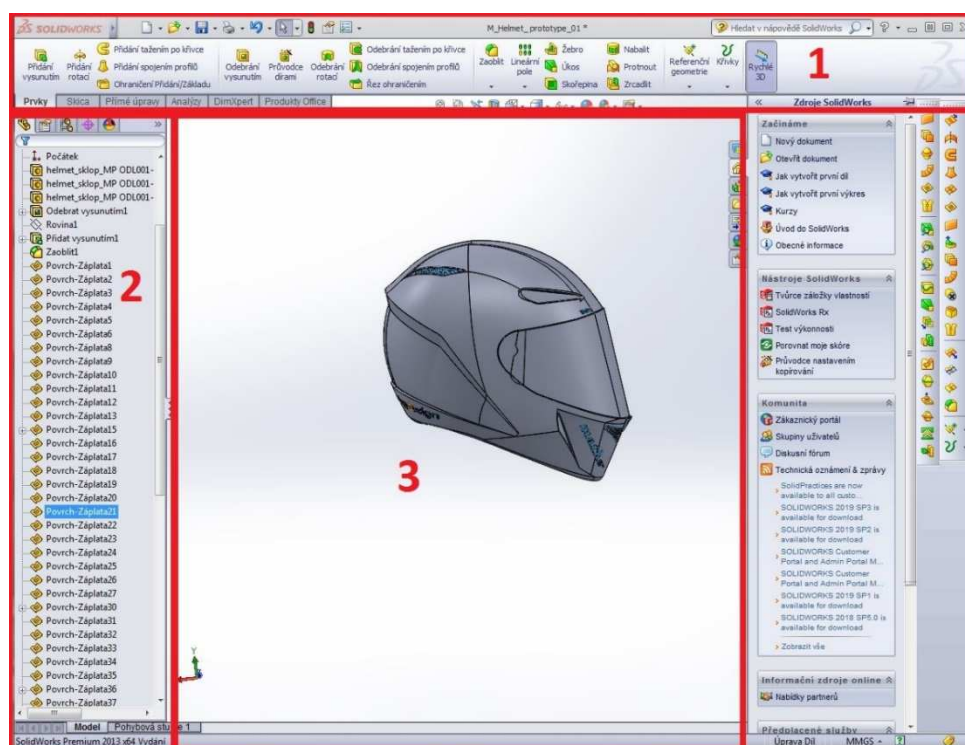 SOLIDWORKS
M_Helmet_prototype_01 *
Hledat v nápovědě SolidWorks
Přidání vysunutím
Přidání rotací
Přidání tažením po křivce
Přidání spojením profilů
Ohraničení Přidání/Základu
Odebrání vysunutím
Průvodce dírami
Odebrání rotací
Odebrání tažením po křivce
Odebrání spojením profilů
Řez ohraničením
Zaoblit
Lineární pole
Žebro
Úkos
Skořepina
Nabalit
Protnout
Zrcadlit
Referenční geometrie
Křivky
Rychlé 3D
1
Prvky
Skica
Přímé úpravy
Analýzy
DimXpert
Produkty Office
Počátek
helmet_sklop_MP ODL001-
helmet_sklop_MP ODL001-
helmet_sklop_MP ODL001-
Odebrat vysunutím1
Rovina1
Přidat vysunutím1
Zaoblit1
Povrch-Záplata1
Povrch-Záplata2
Povrch-Záplata3
Povrch-Záplata4
Povrch-Záplata5
Povrch-Záplata6
Povrch-Záplata8
Povrch-Záplata9
Povrch-Záplata10
Povrch-Záplata11
Povrch-Záplata12
Povrch-Záplata13
Povrch-Záplata15
Povrch-Záplata16
Povrch-Záplata17
Povrch-Záplata18
Povrch-Záplata19
Povrch-Záplata20
Povrch-Záplata21
Povrch-Záplata22
Povrch-Záplata23
Povrch-Záplata24
Povrch-Záplata25
Povrch-Záplata26
Povrch-Záplata27
Povrch-Záplata30
Povrch-Záplata31
Povrch-Záplata32
Povrch-Záplata33
Povrch-Záplata34
Povrch-Záplata35
Povrch-Záplata36
Povrch-Záplata37
2
3
Y
Zdroje SolidWorks
Začínáme
Nový dokument
Otevřít dokument
Jak vytvořit první díl
Jak vytvořit první výkres
Kurzy
Úvod do SolidWorks
Obecné informace
Nástroje SolidWorks
Tvůrce záložky vlastností
SolidWorks Rx
Test výkonnosti
Porovnat moje skóre
Průvodce nastavením
kopírování
Komunita
Zákaznický portál
Skupiny uživatelů
Diskusní fórum
Technická oznámení & zprávy
SolidPractices are now
available to all custo...
SOLIDWORKS 2019 SP3 is
available for download
SOLIDWORKS 2019 SP2 is
available for download
SOLIDWORKS Customer
Portal and Admin Portal M...
SOLIDWORKS Customer
Portal and Admin Portal M...
SOLIDWORKS 2019 SP1 is
available for download
SOLIDWORKS 2018 SP5.0 is
available for download
Zobrazit vše
Informační zdroje online
Nabídky partnerů
Předplacené služby
Model
Pohybová
1
SolidWorks Premium 2013 x64 Vydání
Úprava Díl
MMGS